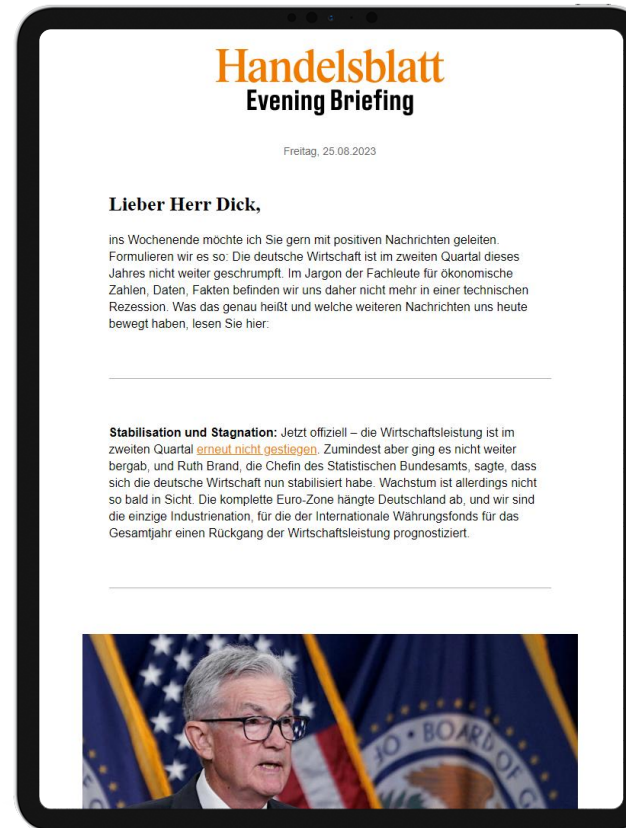 Handelsblatt
Evening Briefing
Freitag, 25.08.2023
Lieber Herr Dick,
ins Wochenende möchte ich Sie gern mit positiven Nachrichten geleiten.
Formulieren wir es so: Die deutsche Wirtschaft ist im zweiten Quartal dieses
Jahres nicht weiter geschrumpft. Im Jargon der Fachleute für ökonomische
Zahlen, Daten, Fakten befinden wir uns daher nicht mehr in einer technischen
Rezession. Was das genau heißt und welche weiteren Nachrichten uns heute
bewegt haben, lesen Sie hier:
Stabilisation und Stagnation: Jetzt offiziell – die Wirtschaftsleistung ist im
zweiten Quartal erneut nicht gestiegen. Zumindest aber ging es nicht weiter
bergab, und Ruth Brand, die Chefin des Statistischen Bundesamts, sagte, dass
sich die deutsche Wirtschaft nun stabilisiert habe. Wachstum ist allerdings nicht
so bald in Sicht. Die komplette Euro-Zone hängte Deutschland ab, und wir sind
die einzige Industrienation, für die der Internationale Währungsfonds für das
Gesamtjahr einen Rückgang der Wirtschaftsleistung prognostiziert.
BOARD OF G